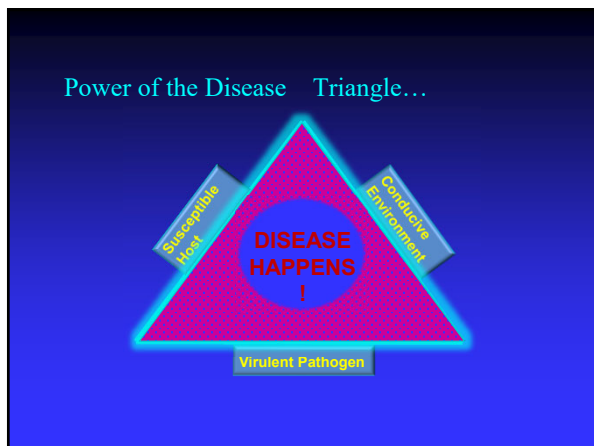 Power of the Disease Triangle…
Susceptible
Host
Conducive
Environment
DISEASE
HAPPENS
!
Virulent Pathogen